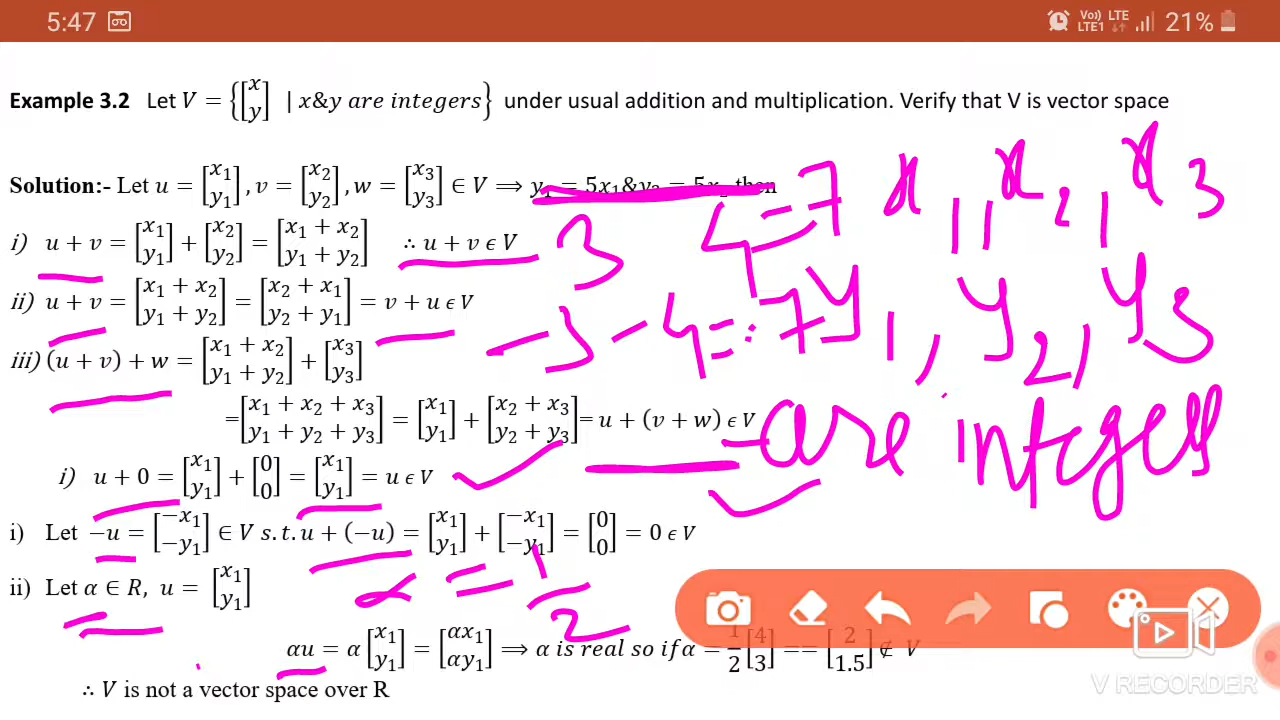 5:47 Vo) LTE LTE1 21%
Example 3.2 Let V = {[x y] | x&y are integers} under usual addition and multiplication. Verify that V is vector space
Solution:- Let u = [x₁ y₁], v = [x₂ y₂], w = [x₃ y₃] ∈ V ⟹ y₁ = 5x₁&y₂ = 5x₂ then
i) u + v = [x₁ y₁] + [x₂ y₂] = [x₁ + x₂ y₁ + y₂] ∴ u + v ϵ V
ii) u + v = [x₁ + x₂ y₁ + y₂] = [x₂ + x₁ y₂ + y₁] = v + u ϵ V
iii) (u + v) + w = [x₁ + x₂ y₁ + y₂] + [x₃ y₃]
=[x₁ + x₂ + x₃ y₁ + y₂ + y₃] = [x₁ y₁] + [x₂ + x₃ y₂ + y₃] = u + (v + w) ϵ V
i) u + 0 = [x₁ y₁] + [0 0] = [x₁ y₁] = u ϵ V
i) Let −u = [−x₁ −y₁] ∈ V s.t. u + (−u) = [x₁ y₁] + [−x₁ −y₁] = [0 0] = 0 ϵ V
ii) Let α ∈ R, u = [x₁ y₁]
αu = α [x₁ y₁] = [αx₁ αy₁] ⟹ α is real so if α = 1/2 [4 3] == [2 1.5] ∉ V
∴ V is not a vector space over R
x₁, x₂, x₃
3 4 = 7
y₁, y₂, y₃
-3 - 4 = -7
are integers
α = 1/2
V RECORDER